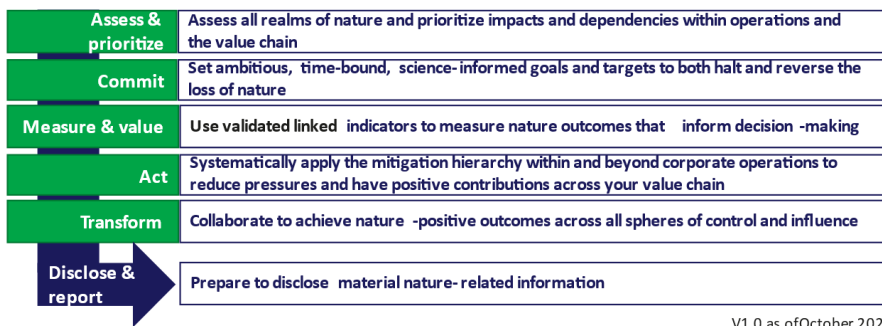 Assess &
prioritize
Assess all realms of nature and prioritize impacts and dependencies within operations and
the value chain
Commit
Set ambitious, time-bound, science-informed goals and targets to both halt and reverse the
loss of nature
Measure & value
Use validated linked indicators to measure nature outcomes that inform decision -making
Act
Systematically apply the mitigation hierarchy within and beyond corporate operations to
reduce pressures and have positive contributions across your value chain
Transform
Collaborate to achieve nature -positive outcomes across all spheres of control and influence
Disclose &
report
Prepare to disclose material nature-related information
V1.0 as ofOctober